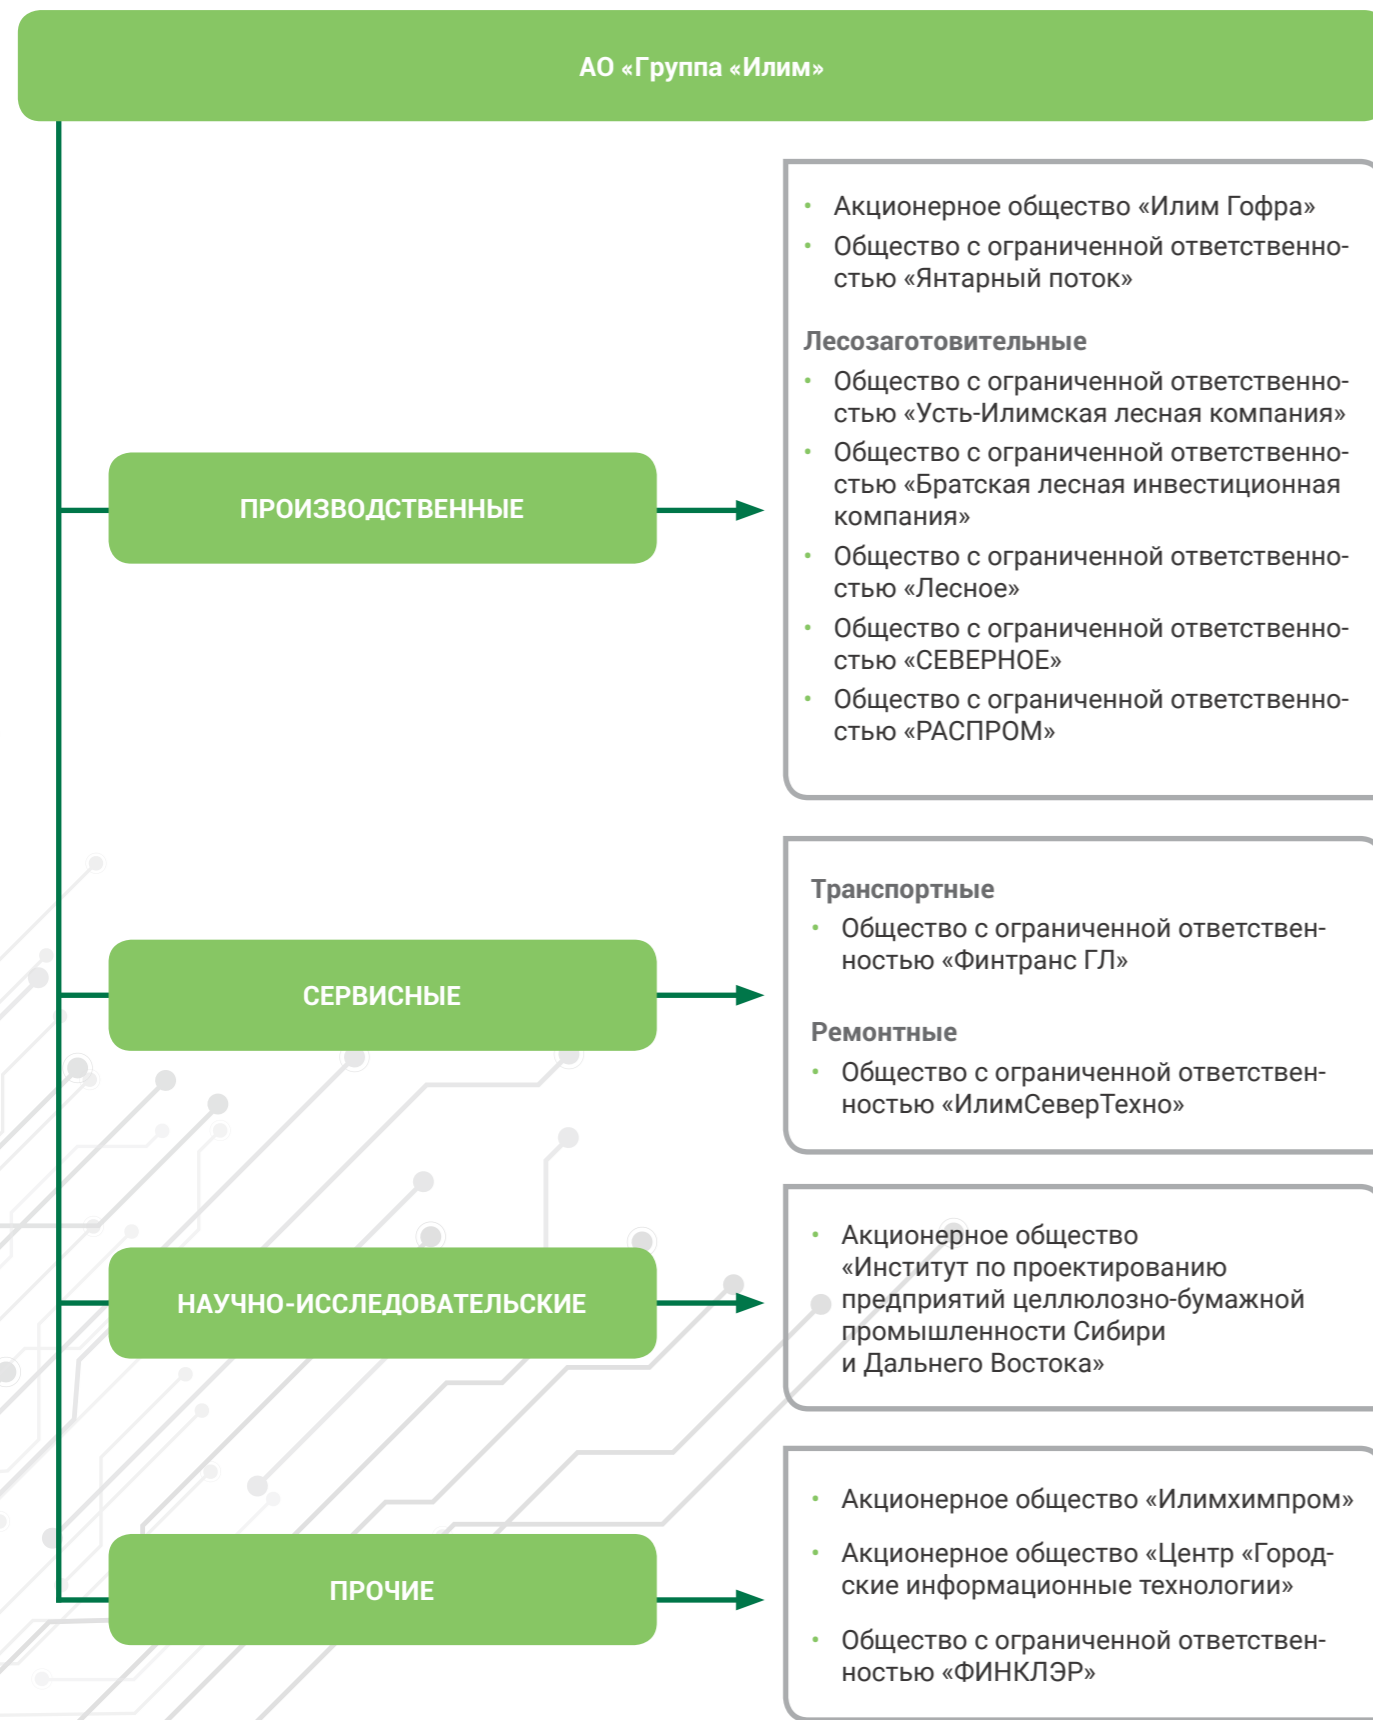 АО «Группа «Илим»
ПРОИЗВОДСТВЕННЫЕ
• Акционерное общество «Илим Гофра»
• Общество с ограниченной ответственно-
стью «Янтарный поток»
Лесозаготовительные
• Общество с ограниченной ответственно-
стью «Усть-Илимская лесная компания»
• Общество с ограниченной ответственно-
стью «Братская лесная инвестиционная
компания»
• Общество с ограниченной ответственно-
стью «Лесное»
• Общество с ограниченной ответственно-
стью «СЕВЕРНОЕ»
• Общество с ограниченной ответственно-
стью «РАСПРОМ»
СЕРВИСНЫЕ
Транспортные
• Общество с ограниченной ответствен-
ностью «Финтранс ГЛ»
Ремонтные
• Общество с ограниченной ответствен-
ностью «ИлимСеверТехно»
НАУЧНО-ИССЛЕДОВАТЕЛЬСКИЕ
• Акционерное общество
«Институт по проектированию
предприятий целлюлозно-бумажной
промышленности Сибири
и Дальнего Востока»
ПРОЧИЕ
• Акционерное общество «Илимхимпром»
• Акционерное общество «Центр «Город-
ские информационные технологии»
• Общество с ограниченной ответствен-
ностью «ФИНКЛЭР»